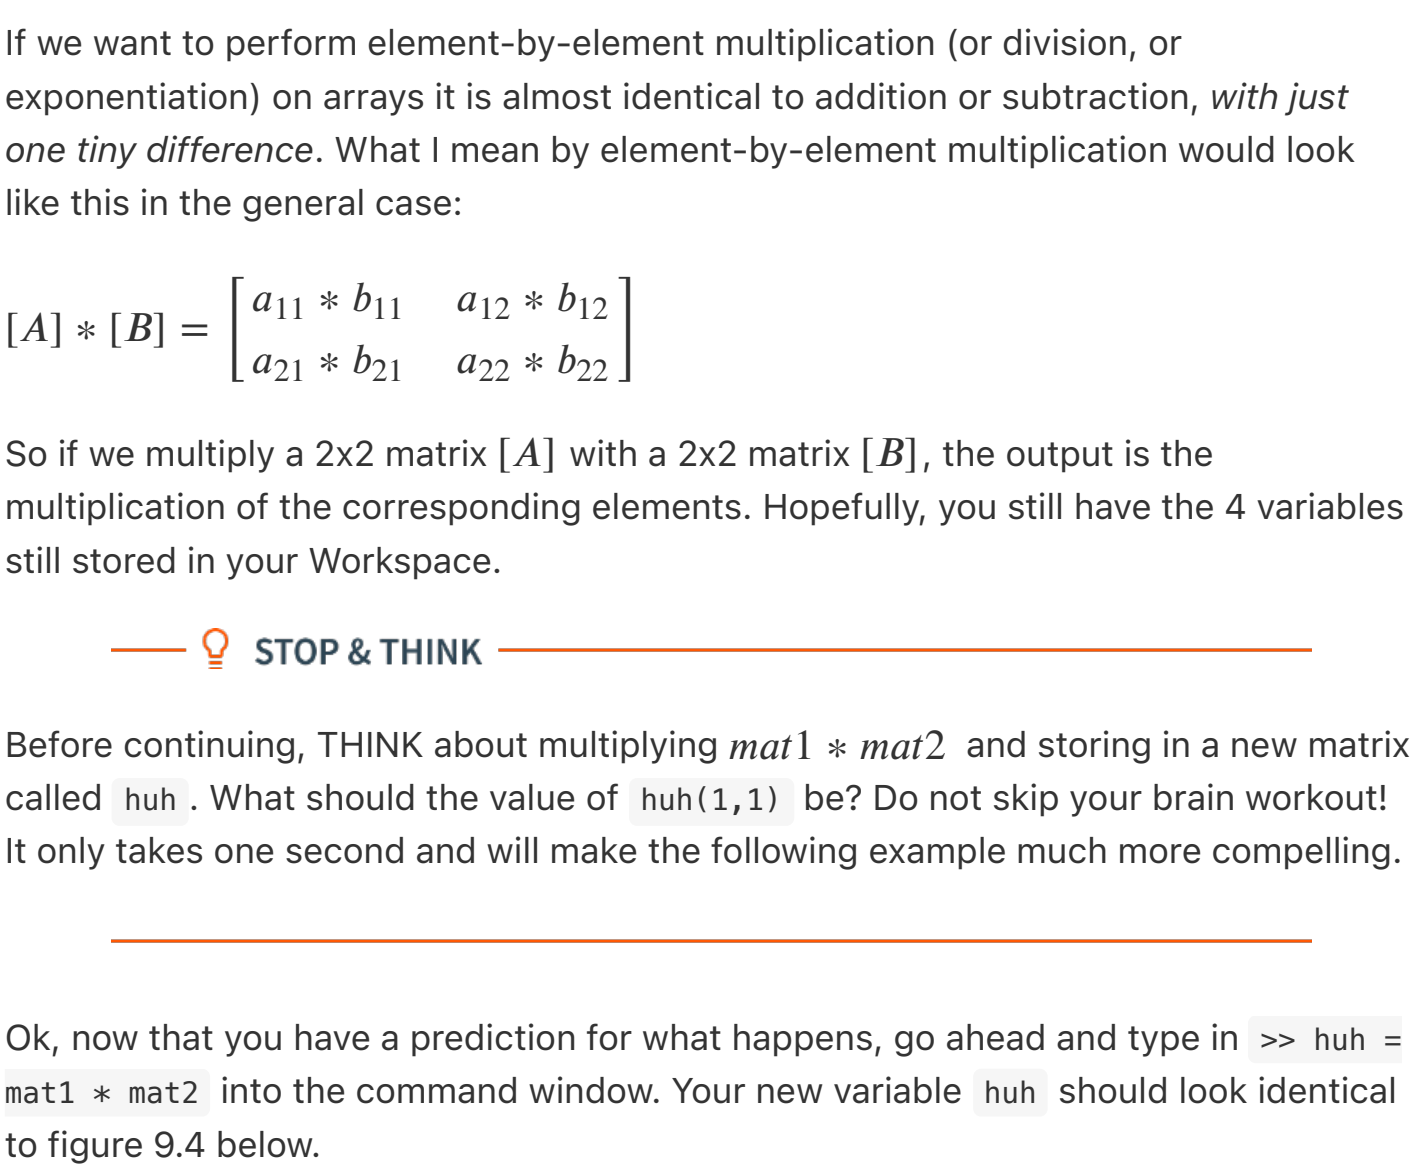 If we want to perform element-by-element multiplication (or division, or
exponentiation) on arrays it is almost identical to addition or subtraction, with just
one tiny difference. What I mean by element-by-element multiplication would look
like this in the general case:
[A] ∗ [B] = [ a11 ∗ b11 a12 ∗ b12
a21 ∗ b21 a22 ∗ b22 ]
So if we multiply a 2x2 matrix [A] with a 2x2 matrix [B], the output is the
multiplication of the corresponding elements. Hopefully, you still have the 4 variables
still stored in your Workspace.
STOP & THINK
Before continuing, THINK about multiplying mat1 ∗ mat2 and storing in a new matrix
called huh . What should the value of huh(1,1) be? Do not skip your brain workout!
It only takes one second and will make the following example much more compelling.
Ok, now that you have a prediction for what happens, go ahead and type in >> huh =
mat1 * mat2 into the command window. Your new variable huh should look identical
to figure 9.4 below.